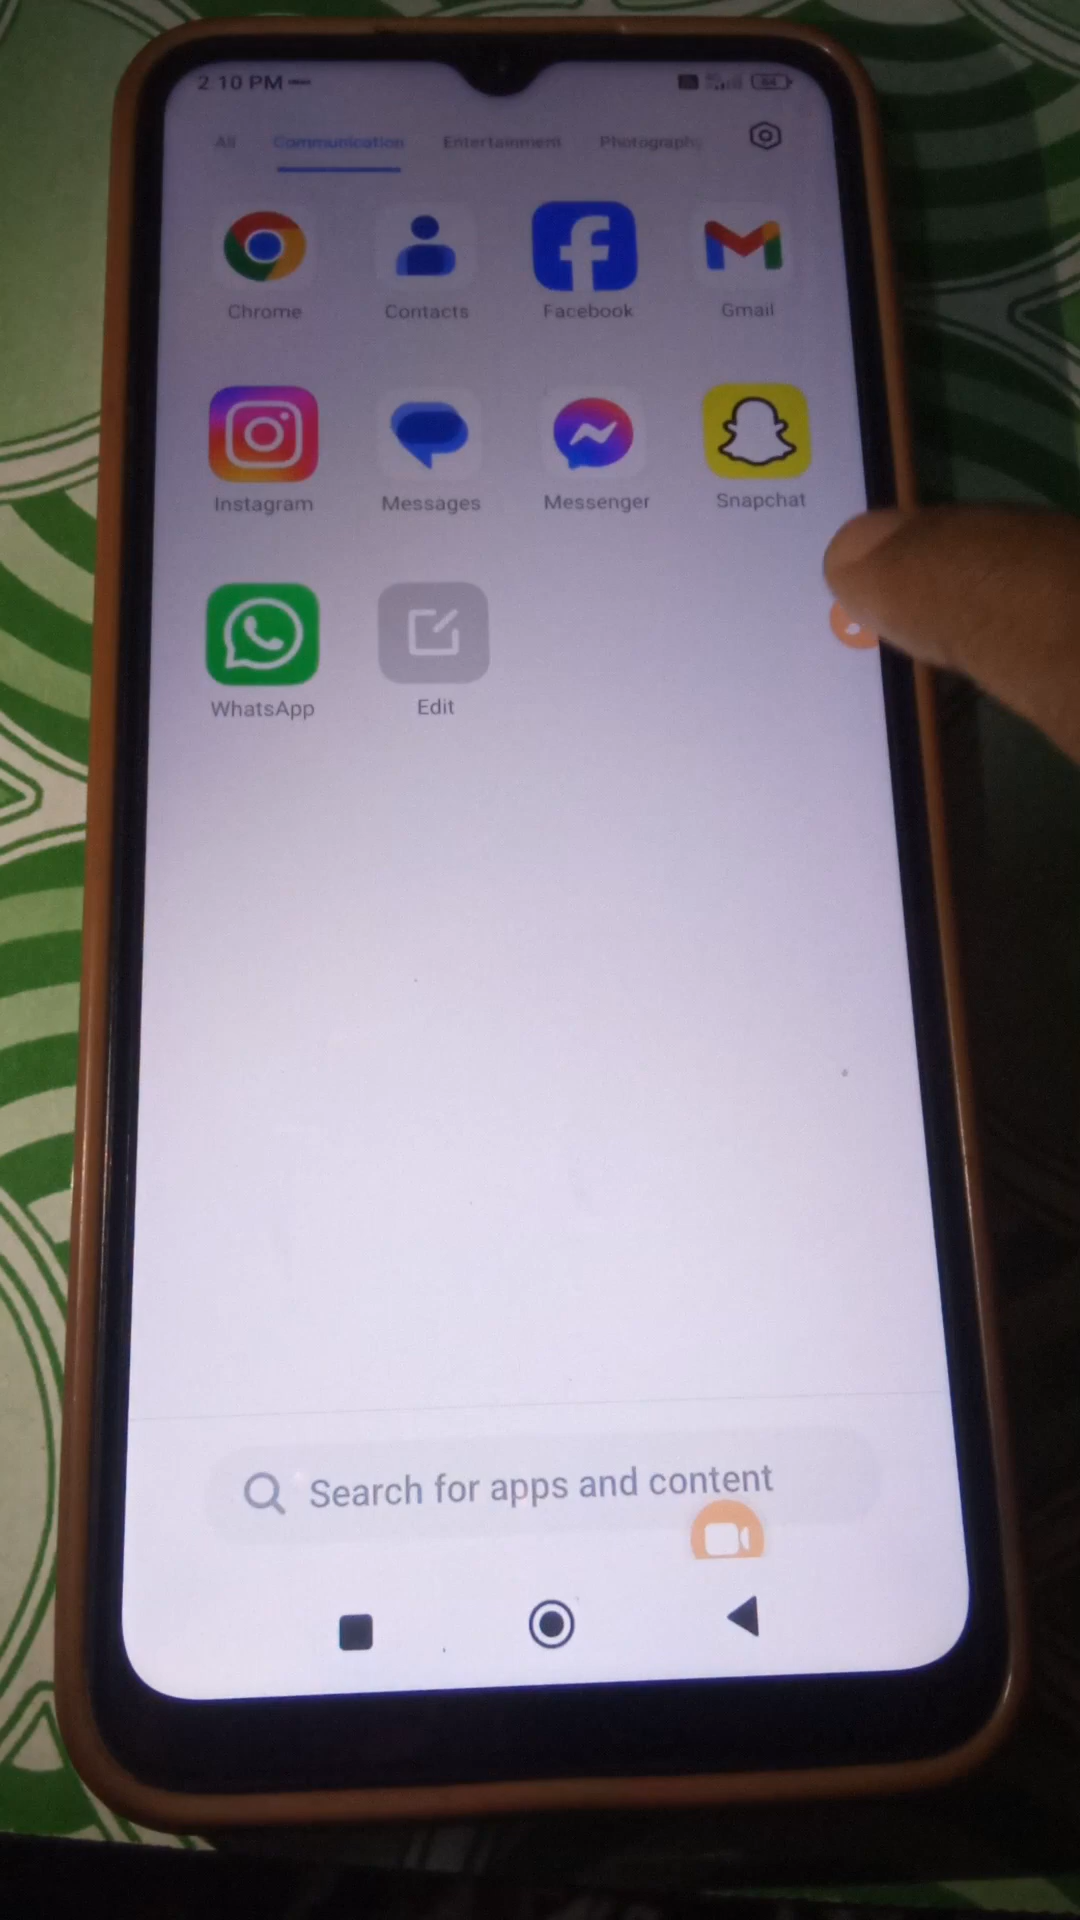 2:10 PM
All Communication Entertainment Photography
Chrome Contacts Facebook Gmail
Instagram Messages Messenger Snapchat
WhatsApp Edit
Search for apps and content